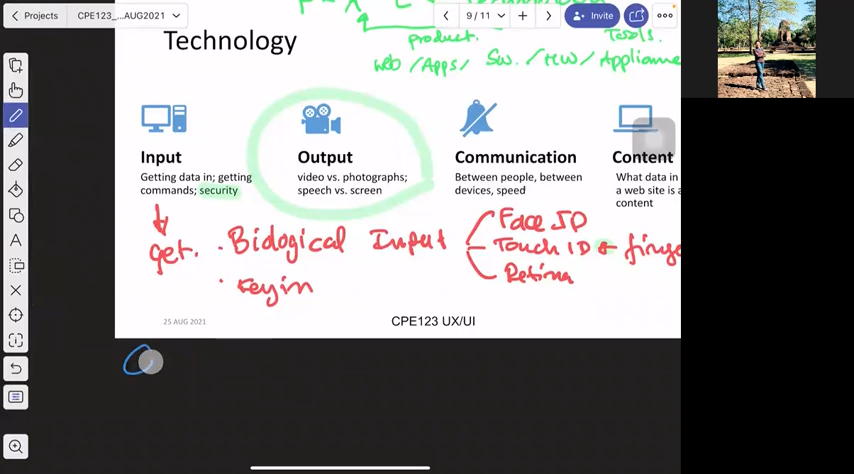 Projects
CPE123_...AUG2021
9 / 11
Invite
Technology
product.
Tools.
Web /Apps/ SW. / HW/ Appliance
Input
Getting data in; getting
commands; security
Output
video vs. photographs;
speech vs. screen
Communication
Between people, between
devices, speed
Content
What data in
a web site is a
content
get. · Biological Input
Face ID
Touch ID
Retina
· Keyin
25 AUG 2021
CPE123 UX/UI